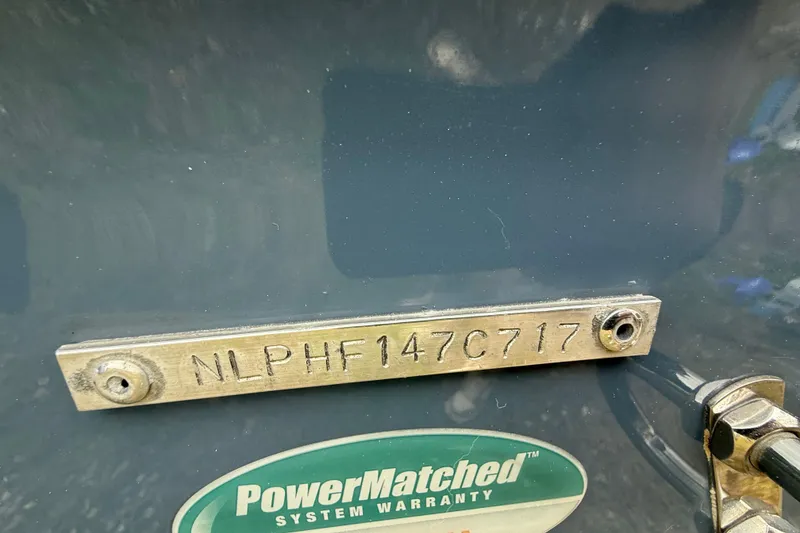 NLPHF147C717
PowerMatched™
SYSTEM WARRANTY